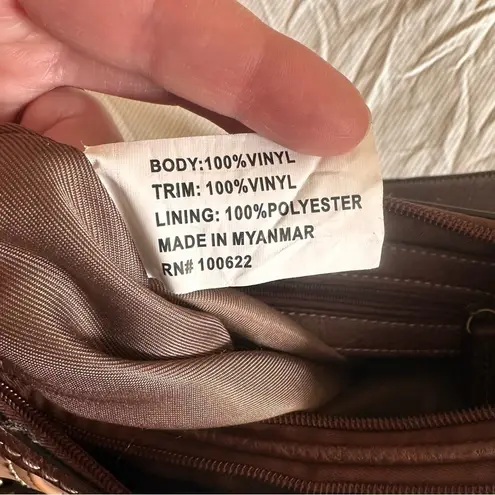 BODY:100%VINYL
TRIM: 100%VINYL
LINING: 100%POLYESTER
MADE IN MYANMAR
RN# 100622